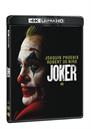 4K ULTRA HD
JOAQUIN PHOENIX
ROBERT DE NIRO
JOKER